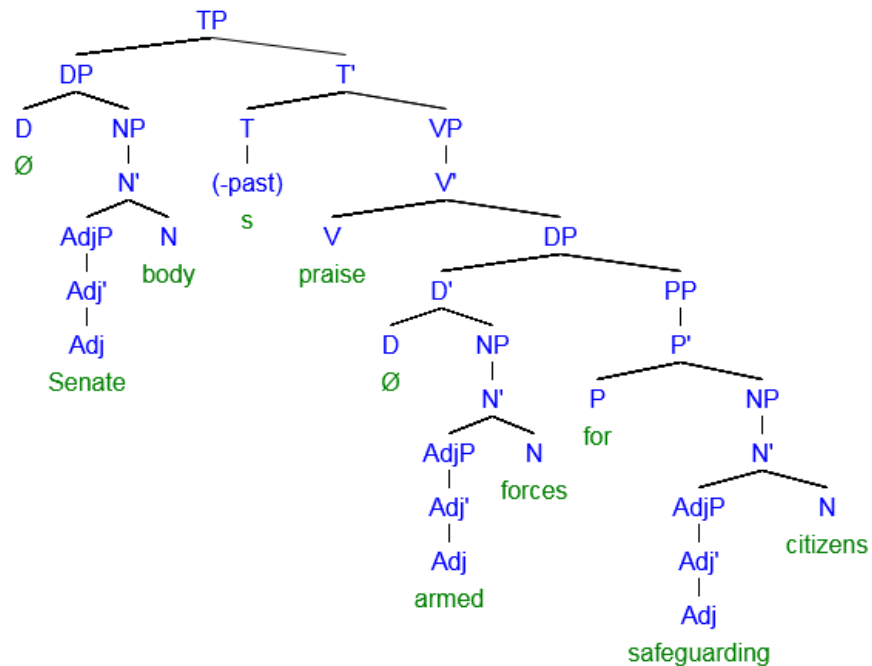 TP
DP T'
D NP T VP
Ø N' (-past) V'
s
AdjP N V DP
body praise
Adj' D' PP
Adj D NP P'
Senate Ø
N' P NP
for
AdjP N N'
forces
Adj' AdjP N
citizens
Adj Adj'
armed
Adj
safeguarding